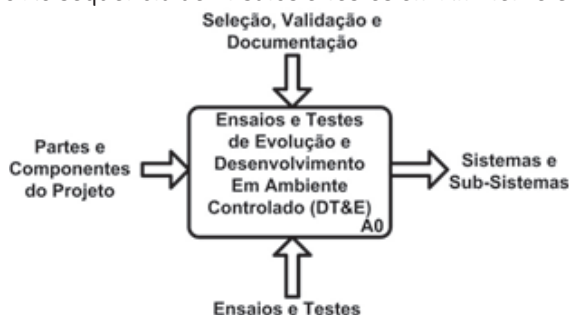 Seleção, Validação e
Documentação
Partes e
Componentes
do Projeto
Ensaios e Testes
de Evolução e
Desenvolvimento
Em Ambiente
Controlado (DT&E)
A0
Sistemas e
Sub-Sistemas
Ensaios e Testes